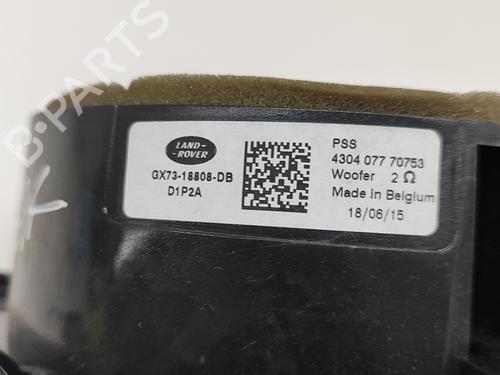 LAND-
ROVER
GX73-18808-DB
D1P2A
PSS
4304 077 70753
Woofer 2 Ω
Made In Belgium
18/06/15
B-PARTS